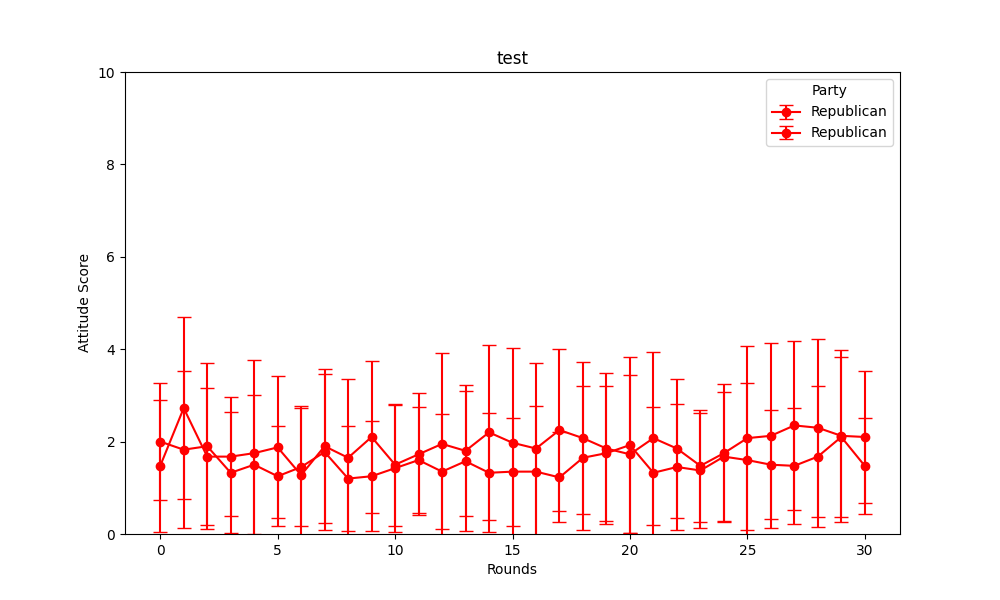 test
Party
Republican
Republican
Attitude Score
10
8
6
4
2
0
0 5 10 15 20 25 30
Rounds